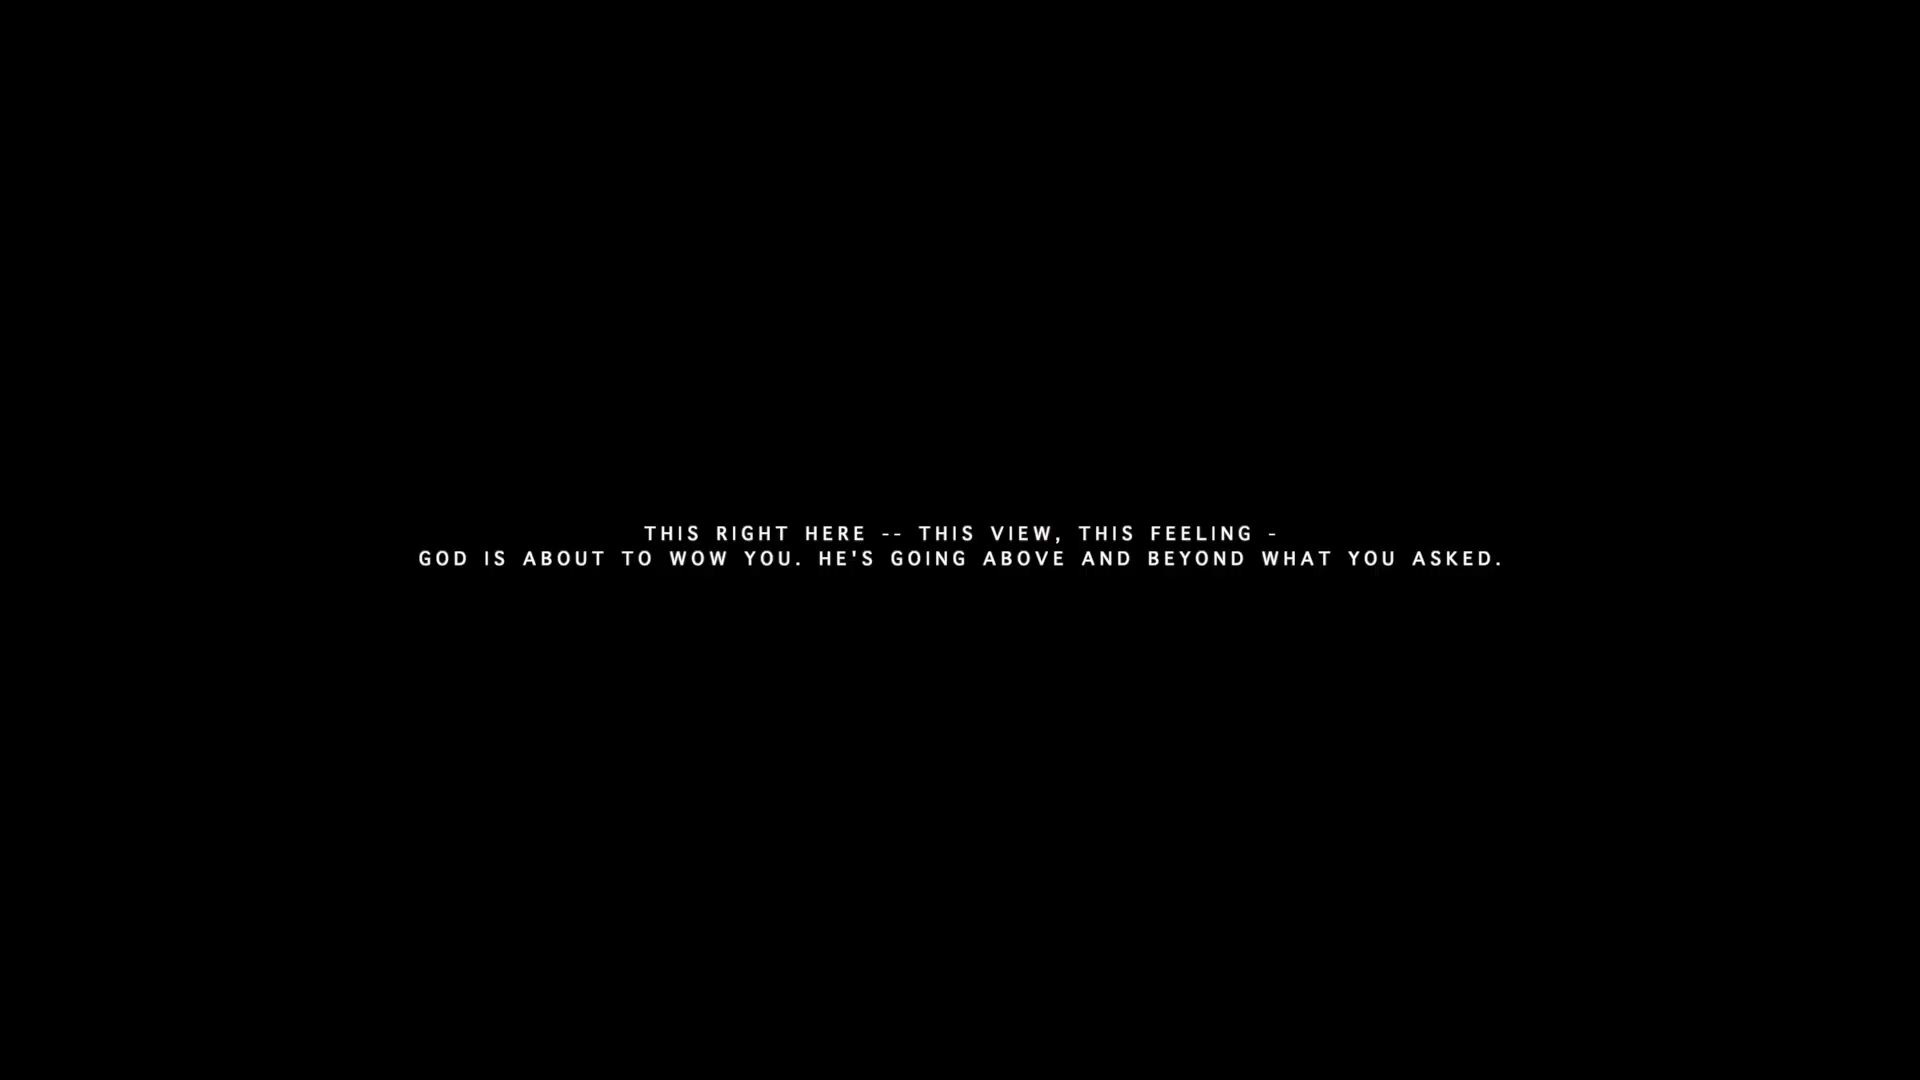 THIS RIGHT HERE -- THIS VIEW, THIS FEELING -
GOD IS ABOUT TO WOW YOU. HE'S GOING ABOVE AND BEYOND WHAT YOU ASKED.